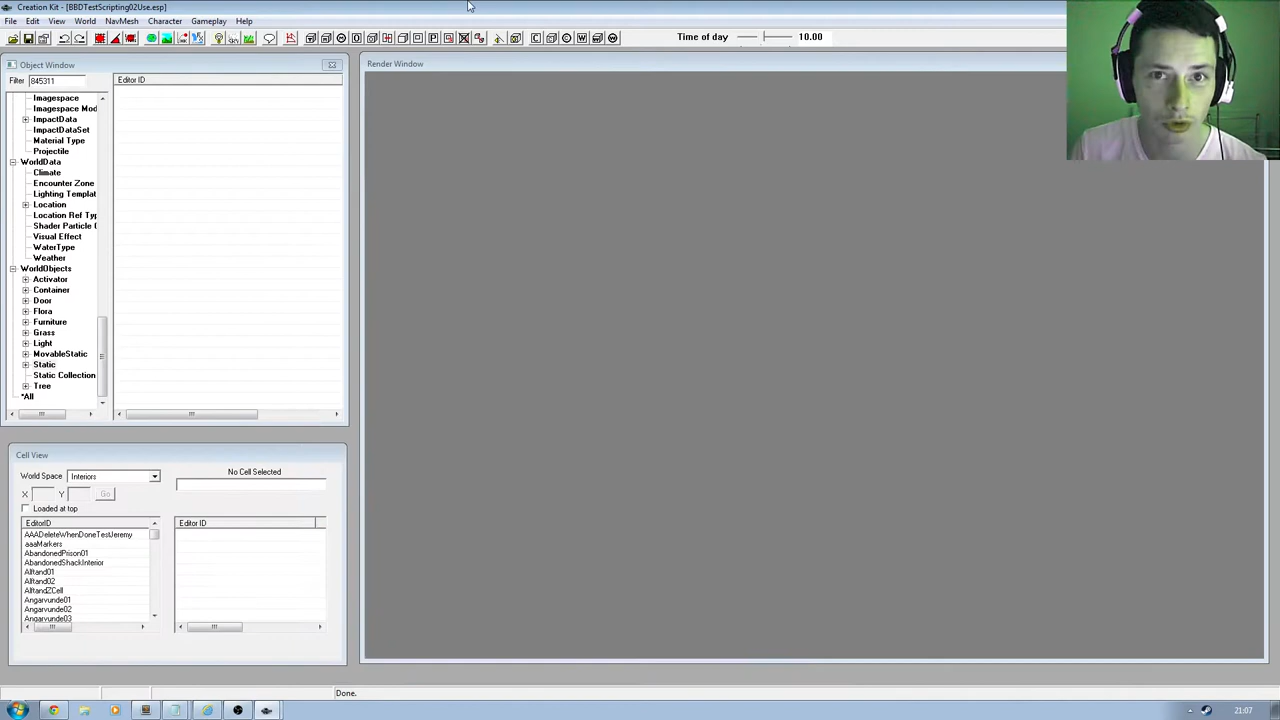 Creation Kit - [BBDTestScripting02Use.esp]
File Edit View World NavMesh Character Gameplay Help
Time of day 10.00
Object Window
Filter 845311
Editor ID
Imagespace
Imagespace Mod
ImpactData
ImpactDataSet
Material Type
Projectile
WorldData
Climate
Encounter Zone
Lighting Templat
Location
Location Ref Typ
Shader Particle
Visual Effect
WaterType
Weather
WorldObjects
Activator
Container
Door
Flora
Furniture
Grass
Light
MovableStatic
Static
Static Collection
Tree
*All
Render Window
Cell View
World Space Interiors
No Cell Selected
X Y Go
Loaded at top
EditorID
AAADeleteWhenDoneTestJeremy
aaaMarkers
AbandonedPrison01
AbandonedShackInterior
Alftand01
Alftand02
AlftandZCell
Angarvunde01
Angarvunde02
Angarvunde03
Editor ID
Done.
21:07